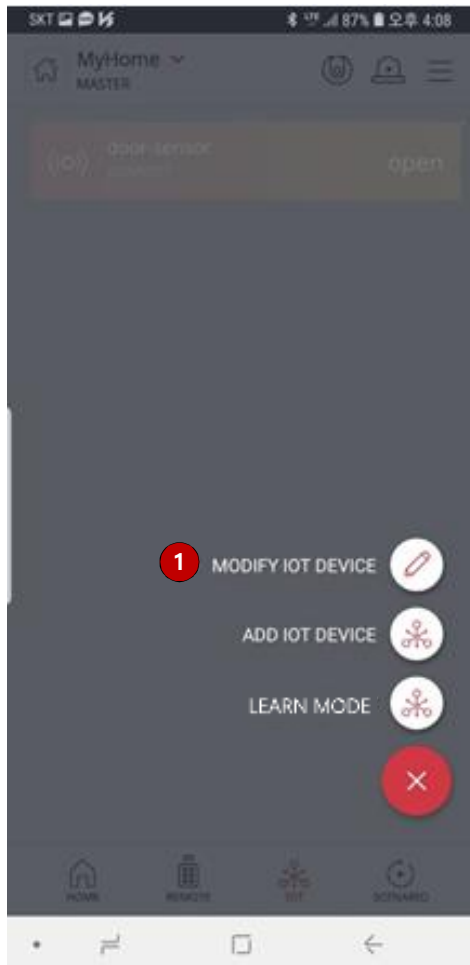 SKT 87% 오후 4:08
MyHome
MASTER
door-sensor
open
1 MODIFY IOT DEVICE
ADD IOT DEVICE
LEARN MODE
HOME REMOTE IOT SCENARIO